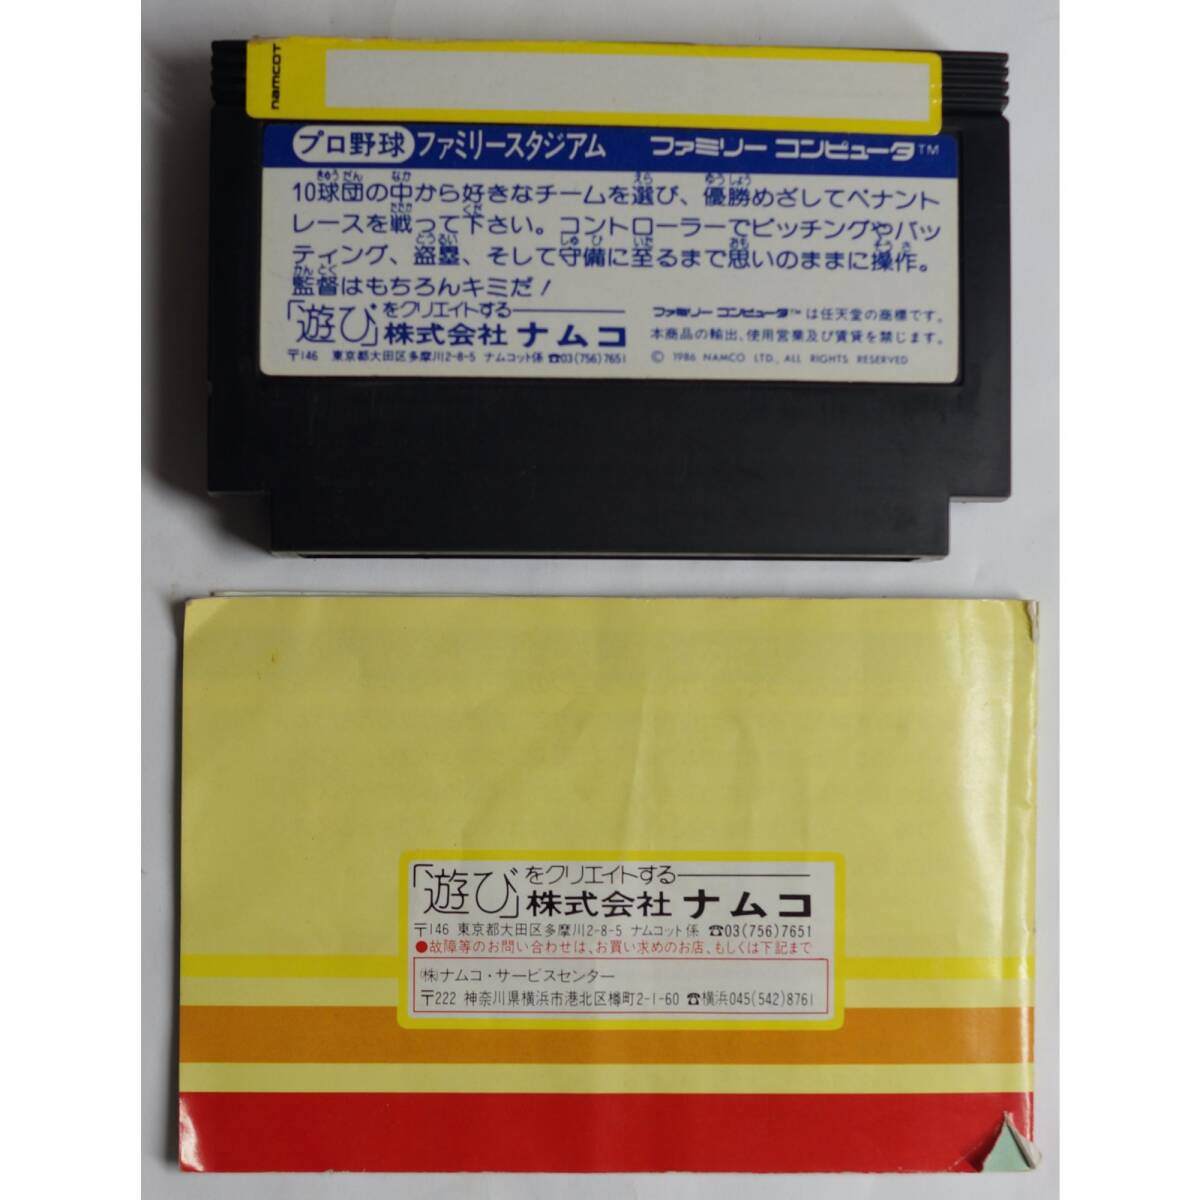 namcot
プロ野球 ファミリースタジアム ファミリー コンピュータ™
10球団の中から好きなチームを選び、優勝めざしてペナント
レースを戦って下さい。コントローラーでピッチングやバッ
ティング、盗塁、そして守備に至るまで思いのままに操作。
監督はもちろんキミだ！
「遊び」をクリエイトする
株式会社 ナムコ
〒146 東京都大田区多摩川2-8-5 ナムコット係 ☎03(756)7651
ファミリー コンピュータ™は任天堂の商標です。
本商品の輸出、使用営業及び賃貸を禁じます。
© 1986 NAMCO LTD., ALL RIGHTS RESERVED
「遊び」をクリエイトする
株式会社 ナムコ
〒146 東京都大田区多摩川2-8-5 ナムコット係 ☎03(756)7651
●故障等のお問い合わせは、お買い求めのお店、もしくは下記まで
(株)ナムコ・サービスセンター
〒222 神奈川県横浜市港北区樽町2-1-60 ☎横浜045(542)8761